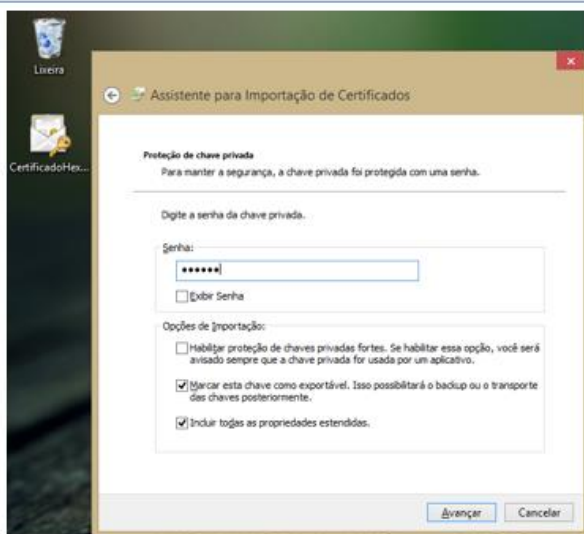 Lixeira
CertificadoHex...
Assistente para Importação de Certificados
Proteção de chave privada
Para manter a segurança, a chave privada foi protegida com uma senha.
Digite a senha da chave privada.
Senha:
••••••
Exibir Senha
Opções de Importação:
Habilitar proteção de chaves privadas fortes. Se habilitar essa opção, você será
avisado sempre que a chave privada for usada por um aplicativo.
Marcar esta chave como exportável. Isso possibilitará o backup ou o transporte
das chaves posteriormente.
Incluir todas as propriedades estendidas.
Avançar
Cancelar